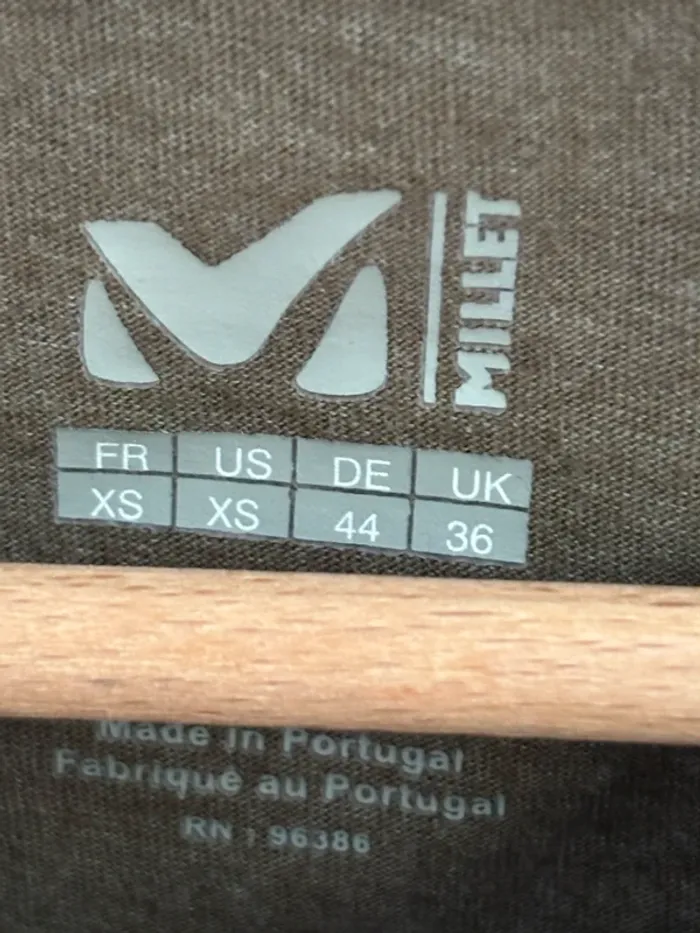 MILLET
FR US DE UK
XS XS 44 36
Made in Portugal
Fabriqué au Portugal
RN : 96386